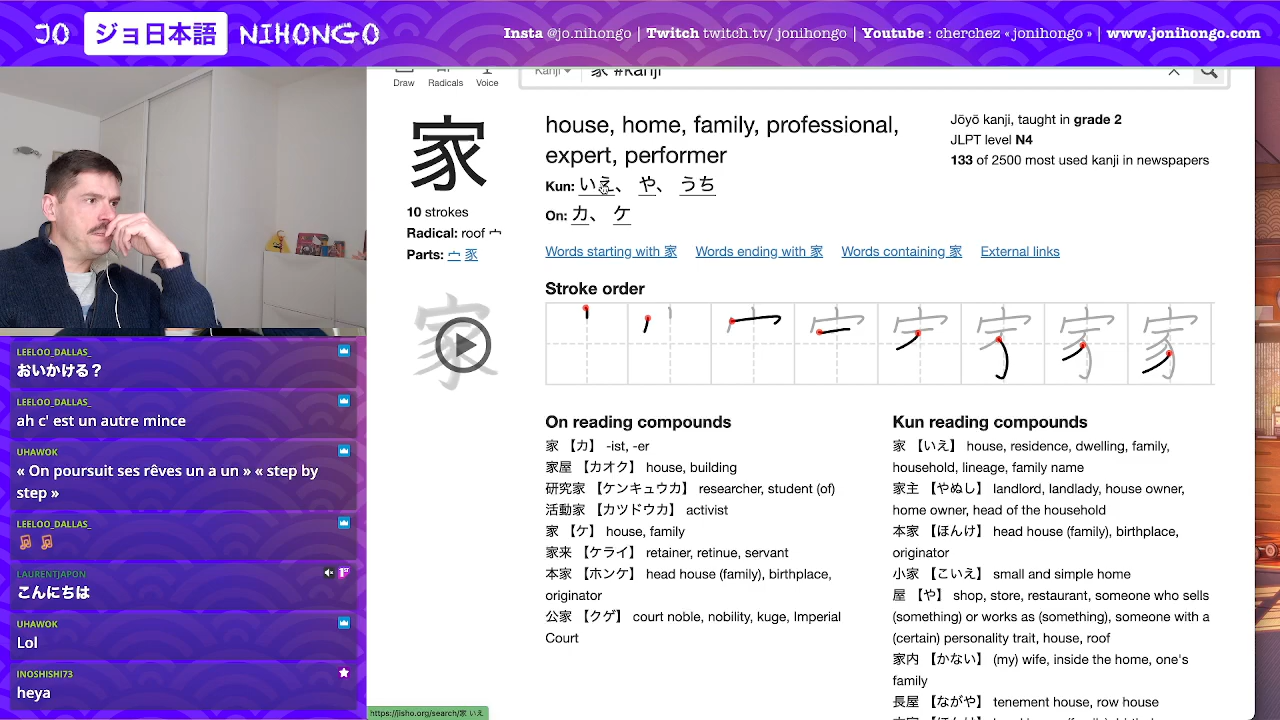 JO ジョ日本語 NIHONGO
Insta @jo.nihongo | Twitch twitch.tv/ jonihongo | Youtube : cherchez « jonihongo » | www.jonihongo.com
Draw Radicals Voice
Kanji 家 #kanji
家
10 strokes
Radical: roof 宀
Parts: 宀 豕
house, home, family, professional,
expert, performer
Kun: いえ、 や、 うち
On: カ、 ケ
Jōyō kanji, taught in grade 2
JLPT level N4
133 of 2500 most used kanji in newspapers
Words starting with 家 Words ending with 家 Words containing 家 External links
Stroke order
家
On reading compounds
家 【カ】 -ist, -er
家屋 【カオク】 house, building
研究家 【ケンキュウカ】 researcher, student (of)
活動家 【カツドウカ】 activist
家 【ケ】 house, family
家来 【ケライ】 retainer, retinue, servant
本家 【ホンケ】 head house (family), birthplace,
originator
公家 【クゲ】 court noble, nobility, kuge, Imperial
Court
Kun reading compounds
家 【いえ】 house, residence, dwelling, family,
household, lineage, family name
家主 【やぬし】 landlord, landlady, house owner,
home owner, head of the household
本家 【ほんけ】 head house (family), birthplace,
originator
小家 【こいえ】 small and simple home
屋 【や】 shop, store, restaurant, someone who sells
(something) or works as (something), someone with a
(certain) personality trait, house, roof
家内 【かない】 (my) wife, inside the home, one's
family
長屋 【ながや】 tenement house, row house
LEELOO_DALLAS_
おいかける？
LEELOO_DALLAS_
ah c' est un autre mince
UHAWOK
« On poursuit ses rêves un a un » « step by
step »
LEELOO_DALLAS_
LAURENTJAPON
こんにちは
UHAWOK
Lol
INOSHISHI73
heya
https://jisho.org/search/家 いえ